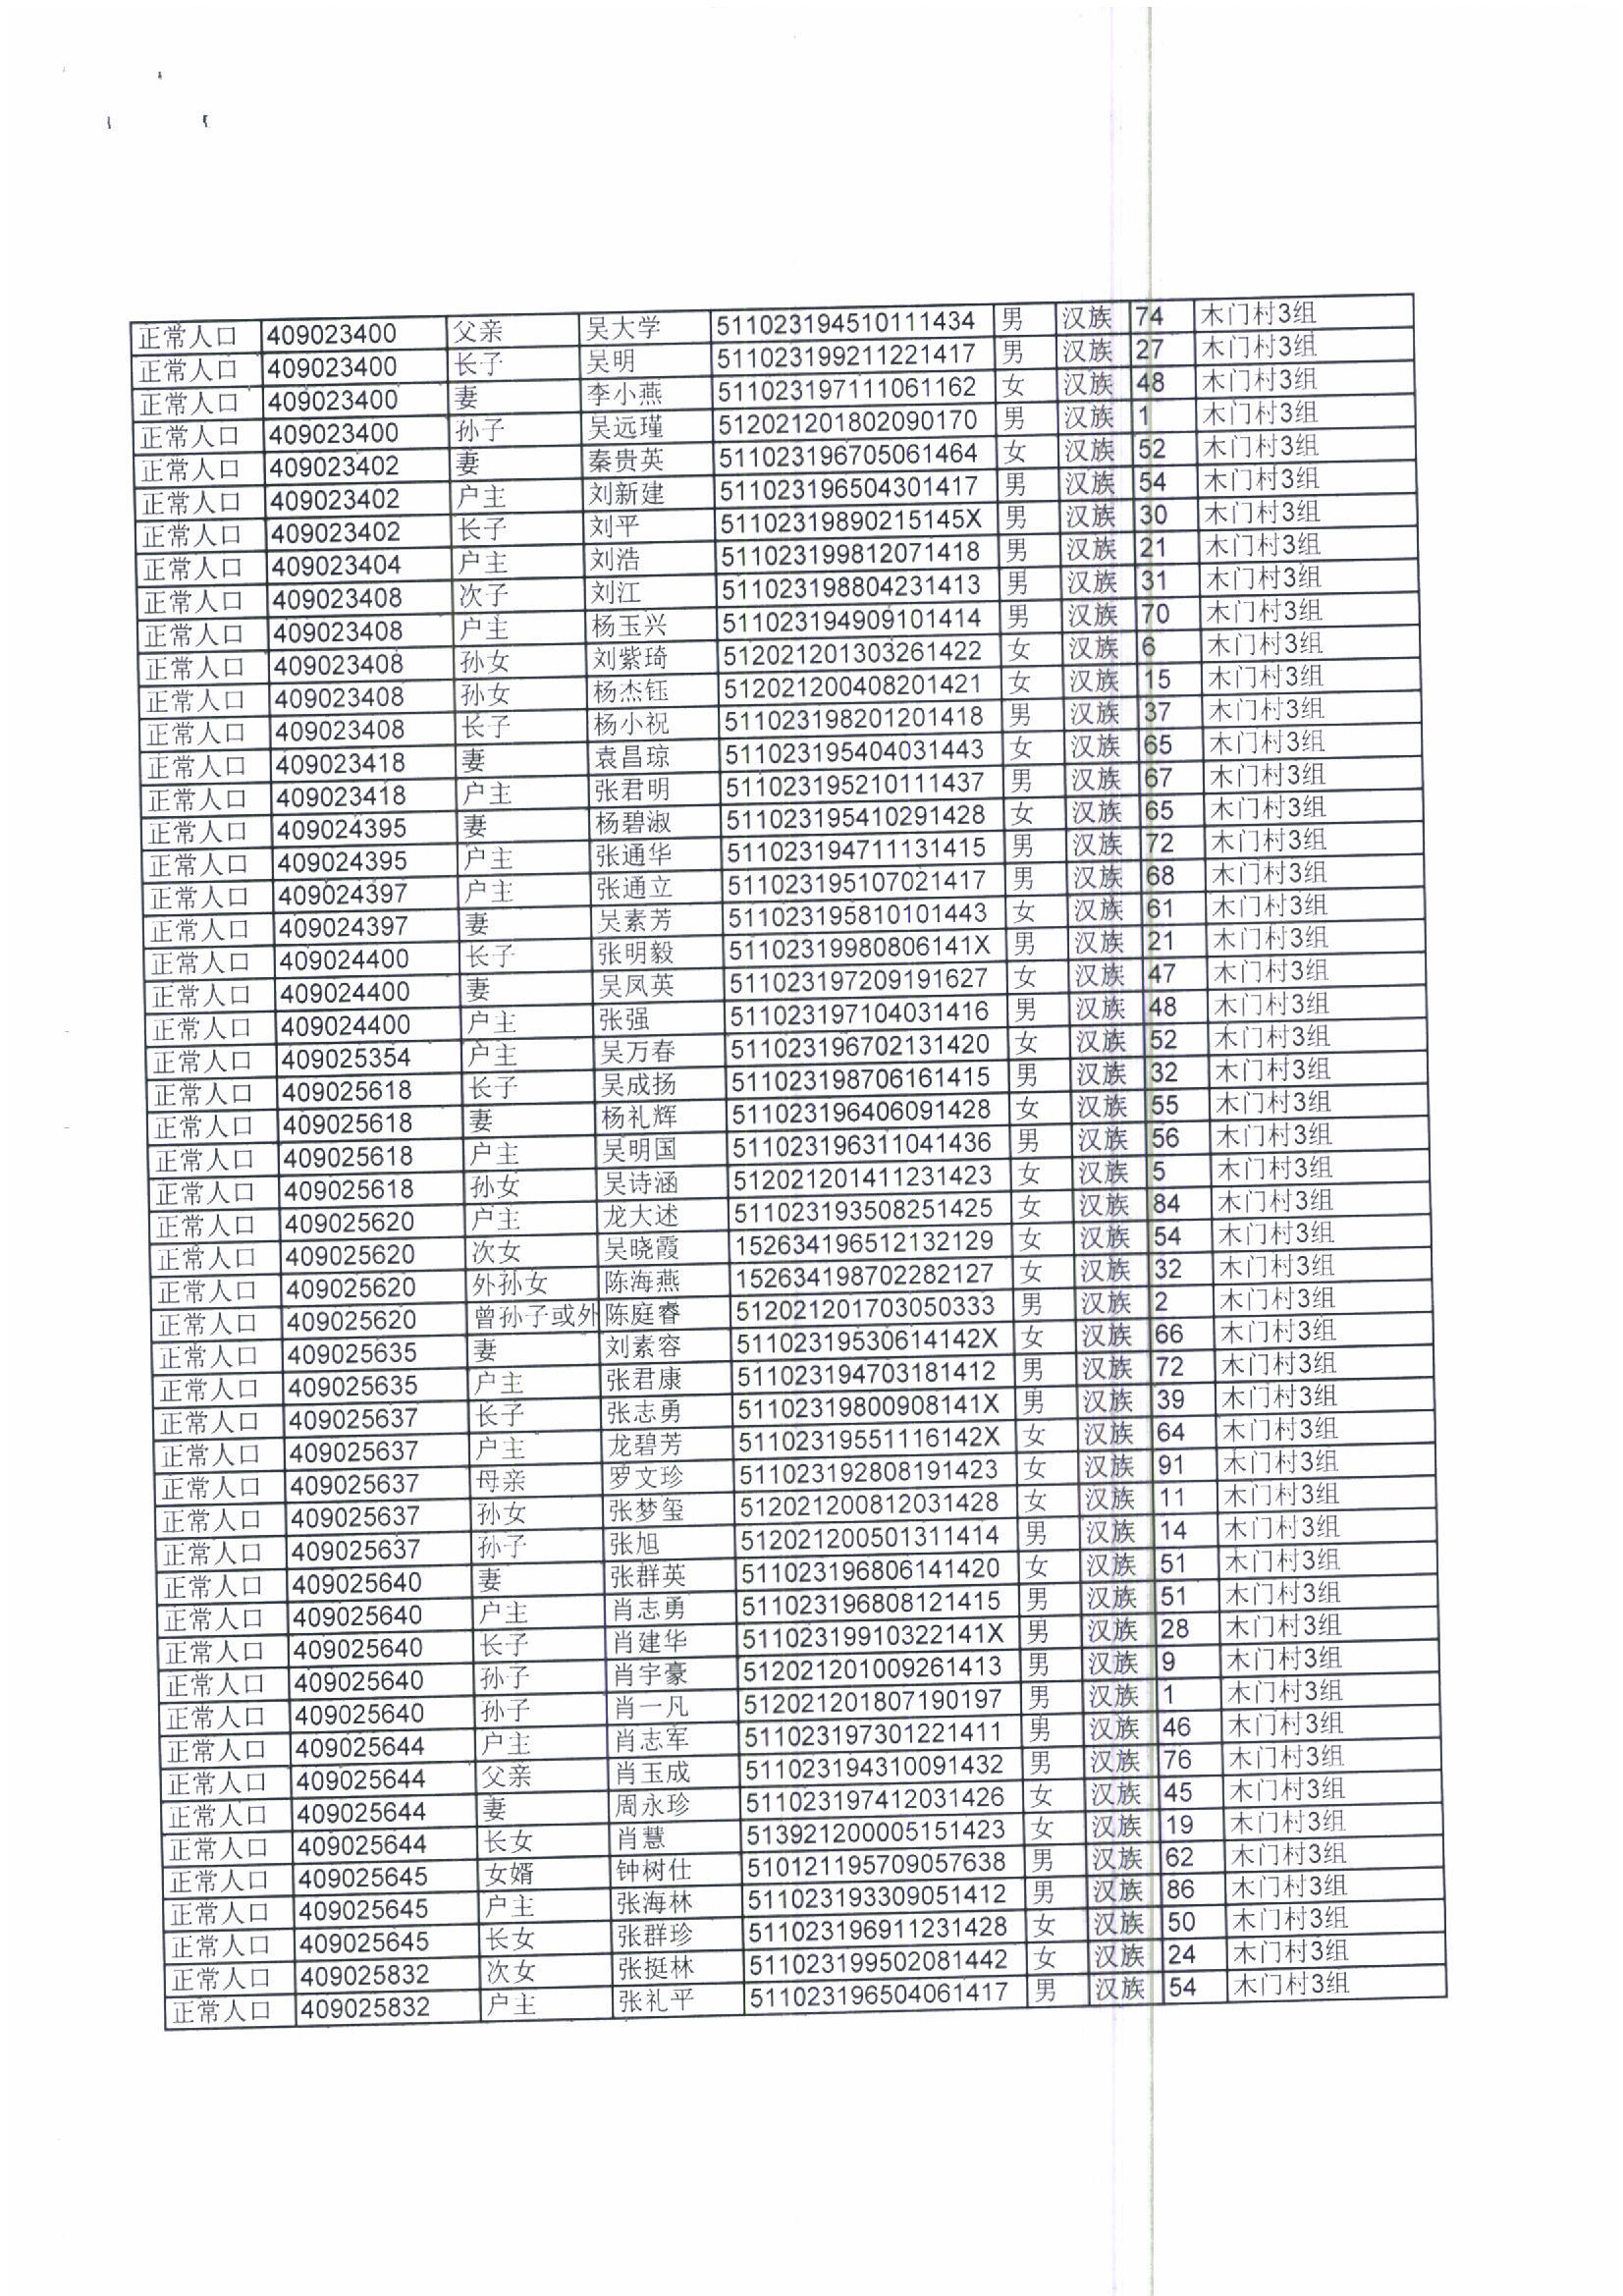 正常人口 409023400 父亲 吴大学 511023194510111434 男 汉族 74 木门村3组
正常人口 409023400 长子 吴明 511023199211221417 男 汉族 27 木门村3组
正常人口 409023400 妻 李小燕 511023197111061162 女 汉族 48 木门村3组
正常人口 409023400 孙子 吴远瑾 512021201802090170 男 汉族 1 木门村3组
正常人口 409023402 妻 秦贵英 511023196705061464 女 汉族 52 木门村3组
正常人口 409023402 户主 刘新建 511023196504301417 男 汉族 54 木门村3组
正常人口 409023402 长子 刘平 51102319890215145X 男 汉族 30 木门村3组
正常人口 409023404 户主 刘浩 511023199812071418 男 汉族 21 木门村3组
正常人口 409023408 次子 刘江 511023198804231413 男 汉族 31 木门村3组
正常人口 409023408 户主 杨玉兴 511023194909101414 男 汉族 70 木门村3组
正常人口 409023408 孙女 刘紫琦 512021201303261422 女 汉族 6 木门村3组
正常人口 409023408 孙女 杨杰钰 512021200408201421 女 汉族 15 木门村3组
正常人口 409023408 长子 杨小祝 511023198201201418 男 汉族 37 木门村3组
正常人口 409023418 妻 袁昌琼 511023195404031443 女 汉族 65 木门村3组
正常人口 409023418 户主 张君明 511023195210111437 男 汉族 67 木门村3组
正常人口 409024395 妻 杨碧淑 511023195410291428 女 汉族 65 木门村3组
正常人口 409024395 户主 张通华 511023194711131415 男 汉族 72 木门村3组
正常人口 409024397 户主 张通立 511023195107021417 男 汉族 68 木门村3组
正常人口 409024397 妻 吴素芳 511023195810101443 女 汉族 61 木门村3组
正常人口 409024400 长子 张明毅 51102319980806141X 男 汉族 21 木门村3组
正常人口 409024400 妻 吴凤英 511023197209191627 女 汉族 47 木门村3组
正常人口 409024400 户主 张强 511023197104031416 男 汉族 48 木门村3组
正常人口 409025354 户主 吴万春 511023196702131420 女 汉族 52 木门村3组
正常人口 409025618 长子 吴成扬 511023198706161415 男 汉族 32 木门村3组
正常人口 409025618 妻 杨礼辉 511023196406091428 女 汉族 55 木门村3组
正常人口 409025618 户主 吴明国 511023196311041436 男 汉族 56 木门村3组
正常人口 409025618 孙女 吴诗涵 512021201411231423 女 汉族 5 木门村3组
正常人口 409025620 户主 龙大述 511023193508251425 女 汉族 84 木门村3组
正常人口 409025620 次女 吴晓霞 152634196512132129 女 汉族 54 木门村3组
正常人口 409025620 外孙女 陈海燕 152634198702282127 女 汉族 32 木门村3组
正常人口 409025620 曾孙子或外 陈庭睿 512021201703050333 男 汉族 2 木门村3组
正常人口 409025635 妻 刘素容 51102319530614142X 女 汉族 66 木门村3组
正常人口 409025635 户主 张君康 511023194703181412 男 汉族 72 木门村3组
正常人口 409025637 长子 张志勇 51102319800908141X 男 汉族 39 木门村3组
正常人口 409025637 户主 龙碧芳 51102319551116142X 女 汉族 64 木门村3组
正常人口 409025637 母亲 罗文珍 511023192808191423 女 汉族 91 木门村3组
正常人口 409025637 孙女 张梦玺 512021200812031428 女 汉族 11 木门村3组
正常人口 409025637 孙子 张旭 512021200501311414 男 汉族 14 木门村3组
正常人口 409025640 妻 张群英 511023196806141420 女 汉族 51 木门村3组
正常人口 409025640 户主 肖志勇 511023196808121415 男 汉族 51 木门村3组
正常人口 409025640 长子 肖建华 51102319910322141X 男 汉族 28 木门村3组
正常人口 409025640 孙子 肖宇豪 512021201009261413 男 汉族 9 木门村3组
正常人口 409025640 孙子 肖一凡 512021201807190197 男 汉族 1 木门村3组
正常人口 409025644 户主 肖志军 511023197301221411 男 汉族 46 木门村3组
正常人口 409025644 父亲 肖玉成 511023194310091432 男 汉族 76 木门村3组
正常人口 409025644 妻 周永珍 511023197412031426 女 汉族 45 木门村3组
正常人口 409025644 长女 肖慧 513921200005151423 女 汉族 19 木门村3组
正常人口 409025645 女婿 钟树仕 510121195709057638 男 汉族 62 木门村3组
正常人口 409025645 户主 张海林 511023193309051412 男 汉族 86 木门村3组
正常人口 409025645 长女 张群珍 511023196911231428 女 汉族 50 木门村3组
正常人口 409025832 次女 张挺林 511023199502081442 女 汉族 24 木门村3组
正常人口 409025832 户主 张礼平 511023196504061417 男 汉族 54 木门村3组